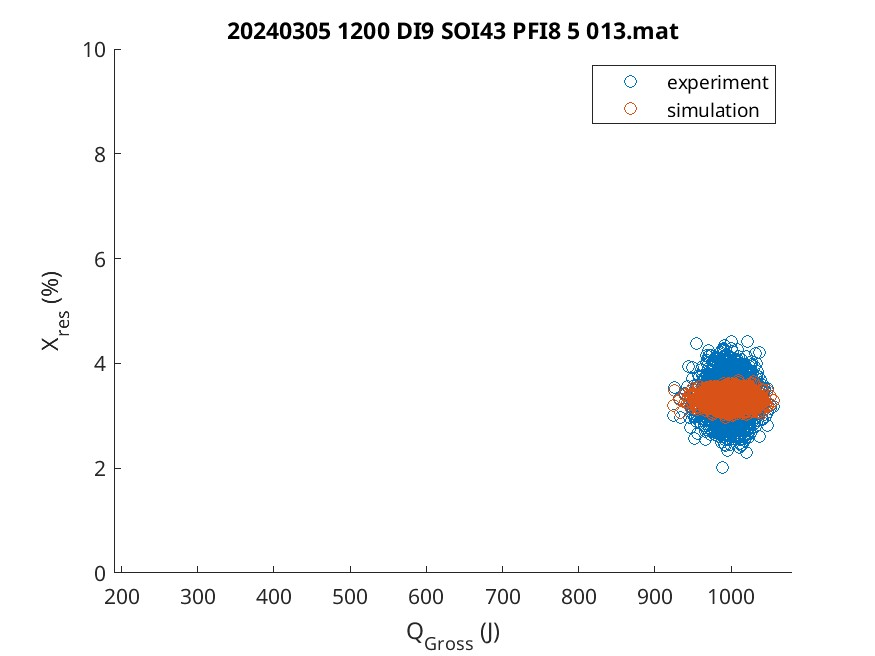 20240305 1200 DI9 SOI43 PFI8 5 013.mat
experiment
simulation
10
8
6
4
2
0
X_res (%)
200 300 400 500 600 700 800 900 1000
Q_Gross (J)